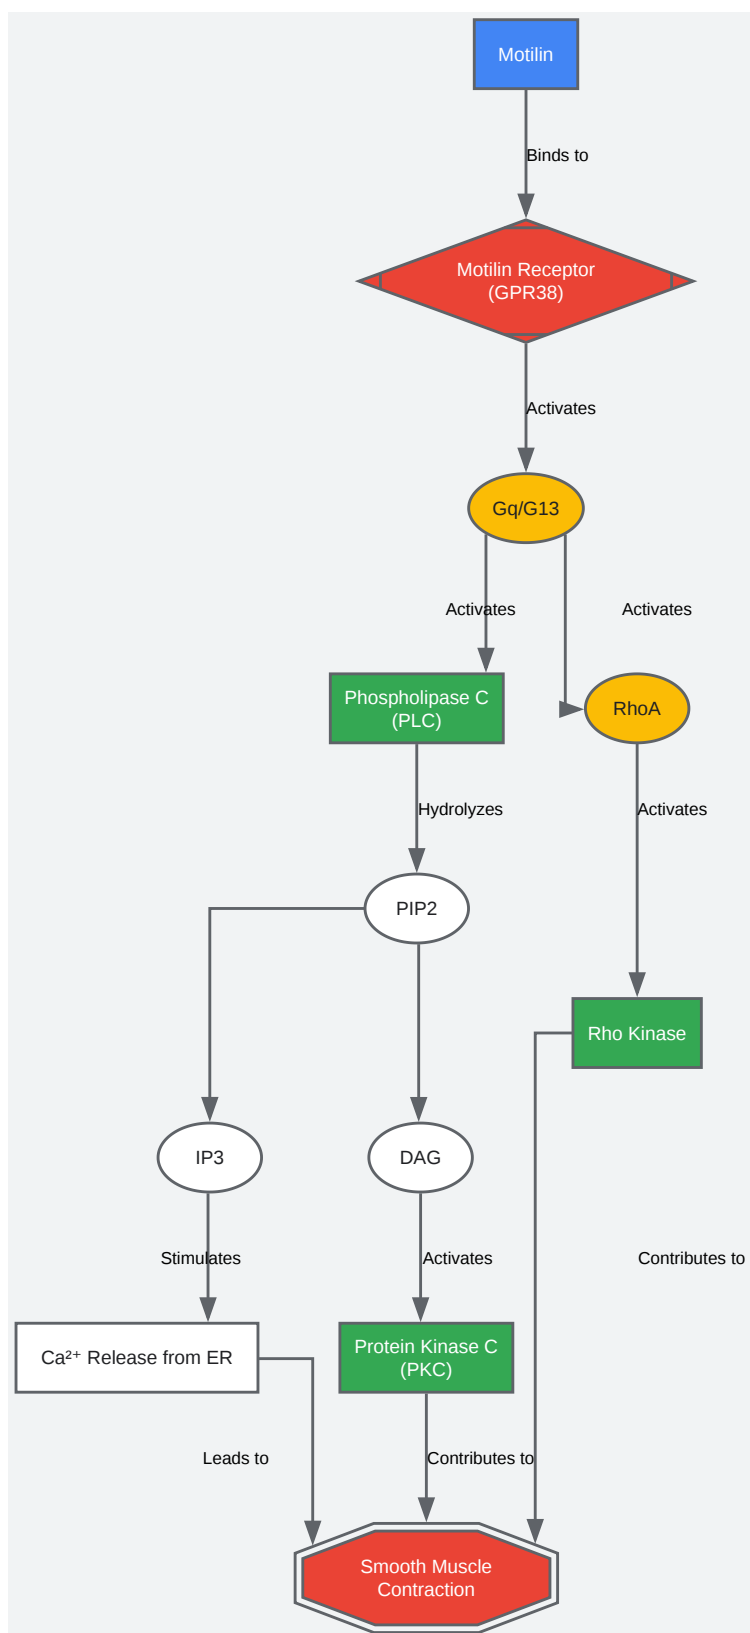 Motilin
Binds to
Motilin Receptor
(GPR38)
Activates
Gq/G13
Activates
Activates
Phospholipase C
(PLC)
RhoA
Hydrolyzes
Activates
PIP2
Rho Kinase
IP3
DAG
Stimulates
Activates
Contributes to
Ca²⁺ Release from ER
Protein Kinase C
(PKC)
Leads to
Contributes to
Smooth Muscle
Contraction